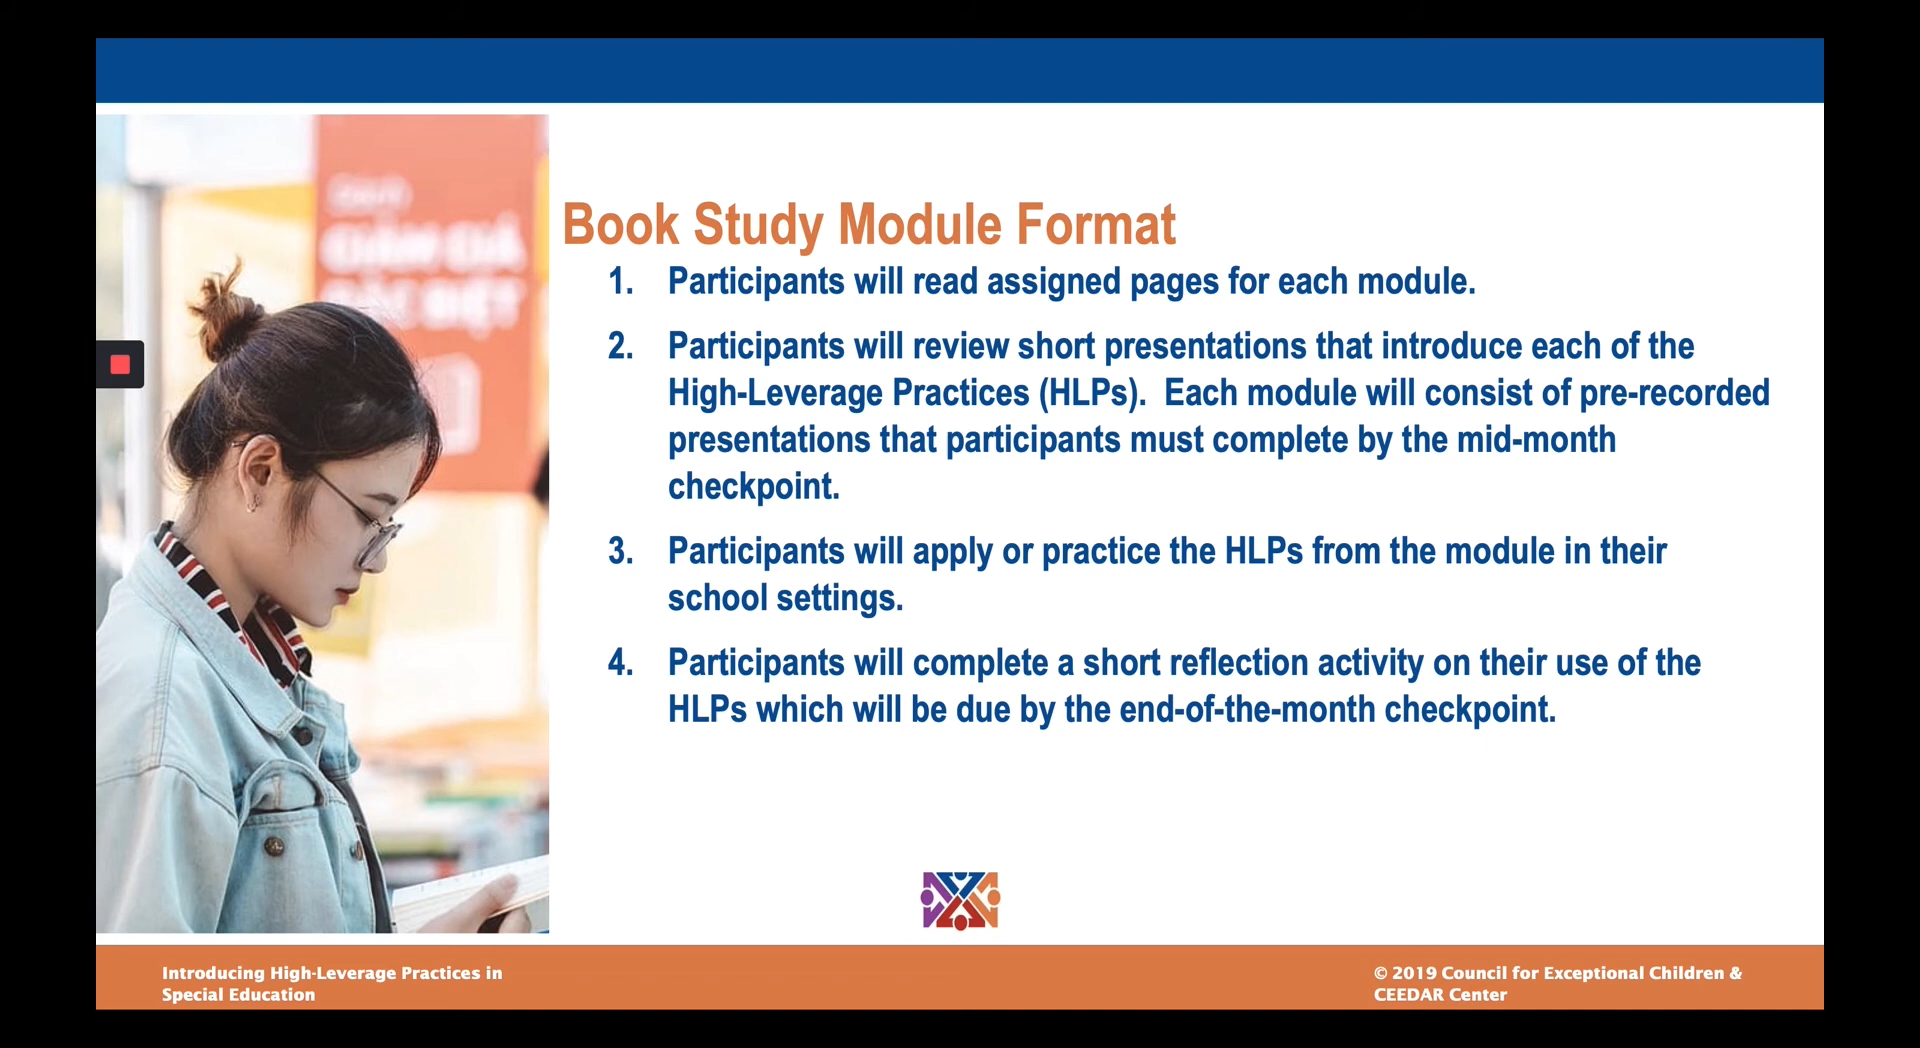 Book Study Module Format
1. Participants will read assigned pages for each module.
2. Participants will review short presentations that introduce each of the
High-Leverage Practices (HLPs).  Each module will consist of pre-recorded
presentations that participants must complete by the mid-month
checkpoint.
3. Participants will apply or practice the HLPs from the module in their
school settings.
4. Participants will complete a short reflection activity on their use of the
HLPs which will be due by the end-of-the-month checkpoint.
Introducing High-Leverage Practices in
Special Education
© 2019 Council for Exceptional Children &
CEEDAR Center